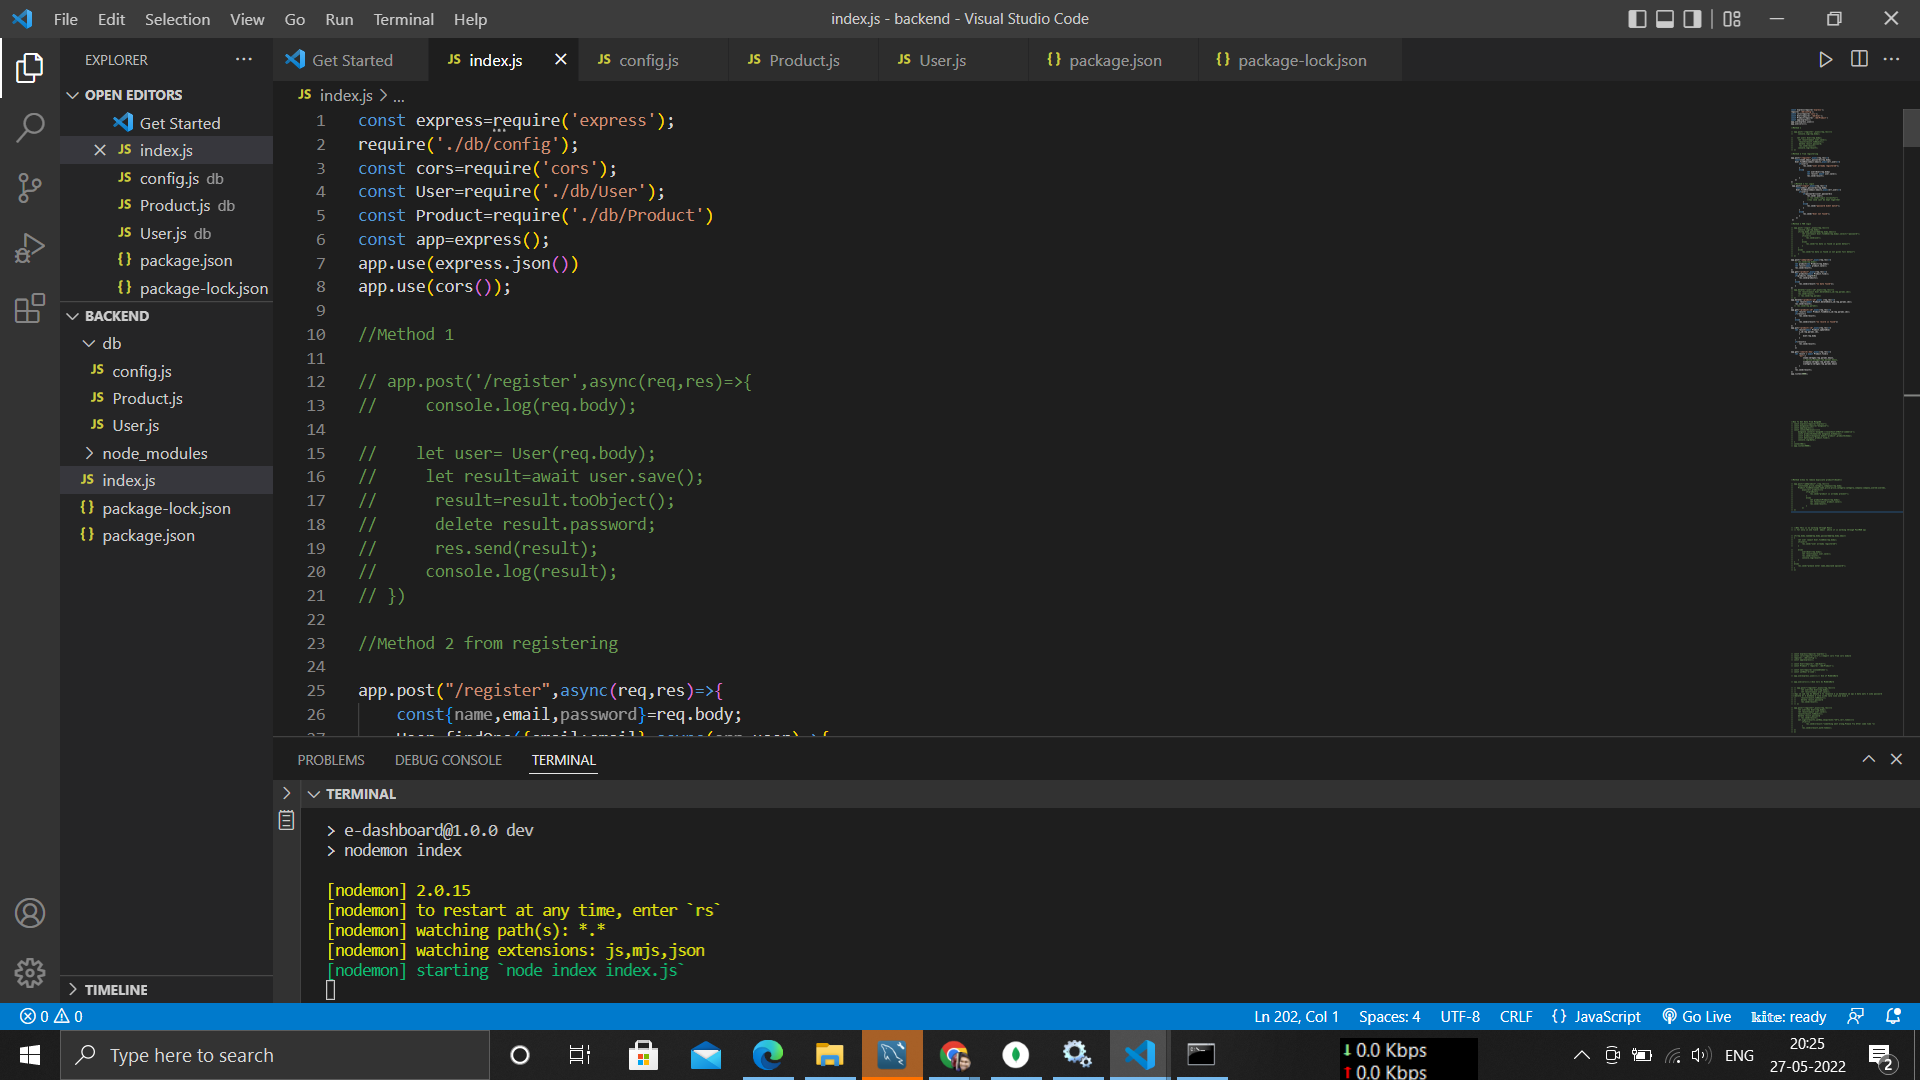 File Edit Selection View Go Run Terminal Help
index.js - backend - Visual Studio Code
EXPLORER
OPEN EDITORS
Get Started
JS index.js
JS config.js db
JS Product.js db
JS User.js db
{} package.json
{} package-lock.json
BACKEND
db
JS config.js
JS Product.js
JS User.js
node_modules
JS index.js
{} package-lock.json
{} package.json
TIMELINE
Get Started JS index.js JS config.js JS Product.js JS User.js {} package.json {} package-lock.json
JS index.js > ...
1 const express=require('express');
2 require('./db/config');
3 const cors=require('cors');
4 const User=require('./db/User');
5 const Product=require('./db/Product')
6 const app=express();
7 app.use(express.json())
8 app.use(cors());
9
10 //Method 1
11
12 // app.post('/register',async(req,res)=>{
13 //     console.log(req.body);
14
15 //    let user= User(req.body);
16 //     let result=await user.save();
17 //      result=result.toObject();
18 //      delete result.password;
19 //      res.send(result);
20 //     console.log(result);
21 // })
22
23 //Method 2 from registering
24
25 app.post("/register",async(req,res)=>{
26     const{name,email,password}=req.body;
PROBLEMS DEBUG CONSOLE TERMINAL
TERMINAL
> e-dashboard@1.0.0 dev
> nodemon index
[nodemon] 2.0.15
[nodemon] to restart at any time, enter `rs`
[nodemon] watching path(s): *.*
[nodemon] watching extensions: js,mjs,json
[nodemon] starting `node index index.js`
0 0
Ln 202, Col 1 Spaces: 4 UTF-8 CRLF {} JavaScript Go Live kite: ready
Type here to search
0.0 Kbps
0.0 Kbps
ENG
20:25
27-05-2022
2